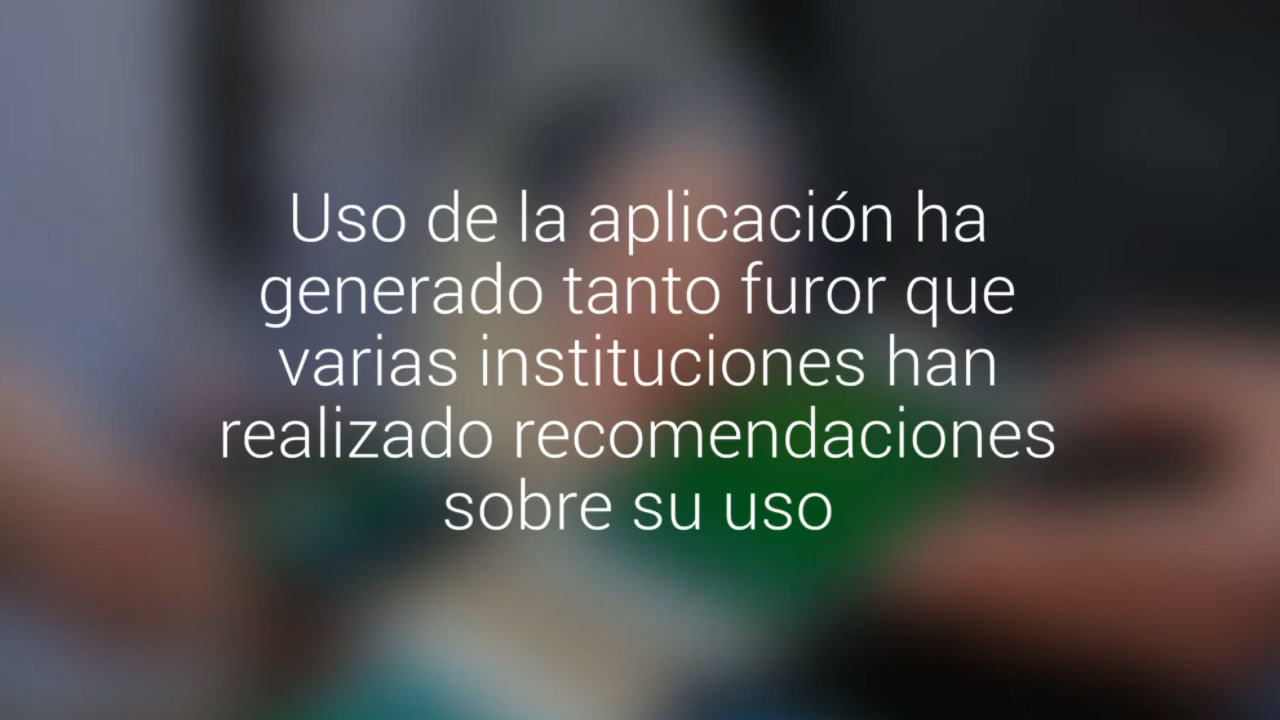 Uso de la aplicación ha
generado tanto furor que
varias instituciones han
realizado recomendaciones
sobre su uso